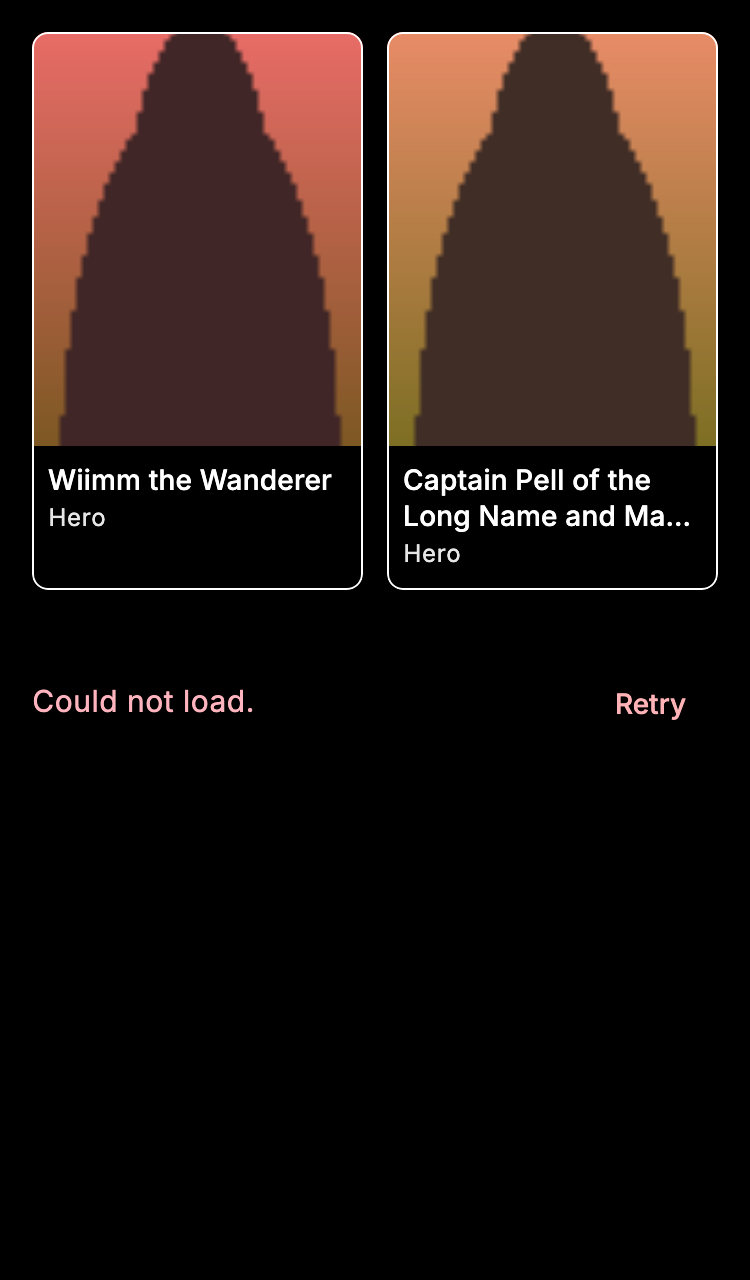 Wiimm the Wanderer
Hero
Captain Pell of the
Long Name and Ma...
Hero
Could not load.
Retry